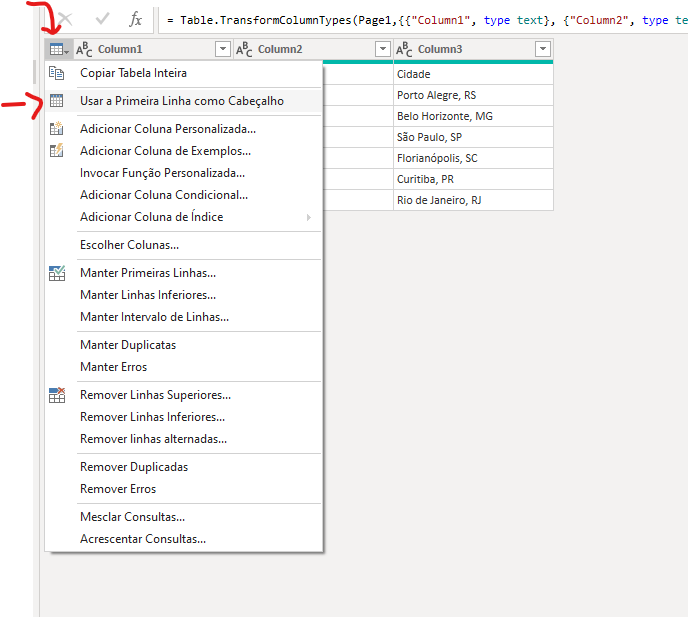 fx = Table.TransformColumnTypes(Page1,{{"Column1", type text}, {"Column2", type te
ABC Column1 ABC Column2 ABC Column3
Copiar Tabela Inteira
Cidade
Usar a Primeira Linha como Cabeçalho
Porto Alegre, RS
Belo Horizonte, MG
Adicionar Coluna Personalizada...
São Paulo, SP
Adicionar Coluna de Exemplos...
Florianópolis, SC
Invocar Função Personalizada...
Curitiba, PR
Adicionar Coluna Condicional...
Rio de Janeiro, RJ
Adicionar Coluna de Índice
Escolher Colunas...
Manter Primeiras Linhas...
Manter Linhas Inferiores...
Manter Intervalo de Linhas...
Manter Duplicatas
Manter Erros
Remover Linhas Superiores...
Remover Linhas Inferiores...
Remover linhas alternadas...
Remover Duplicadas
Remover Erros
Mesclar Consultas...
Acrescentar Consultas...